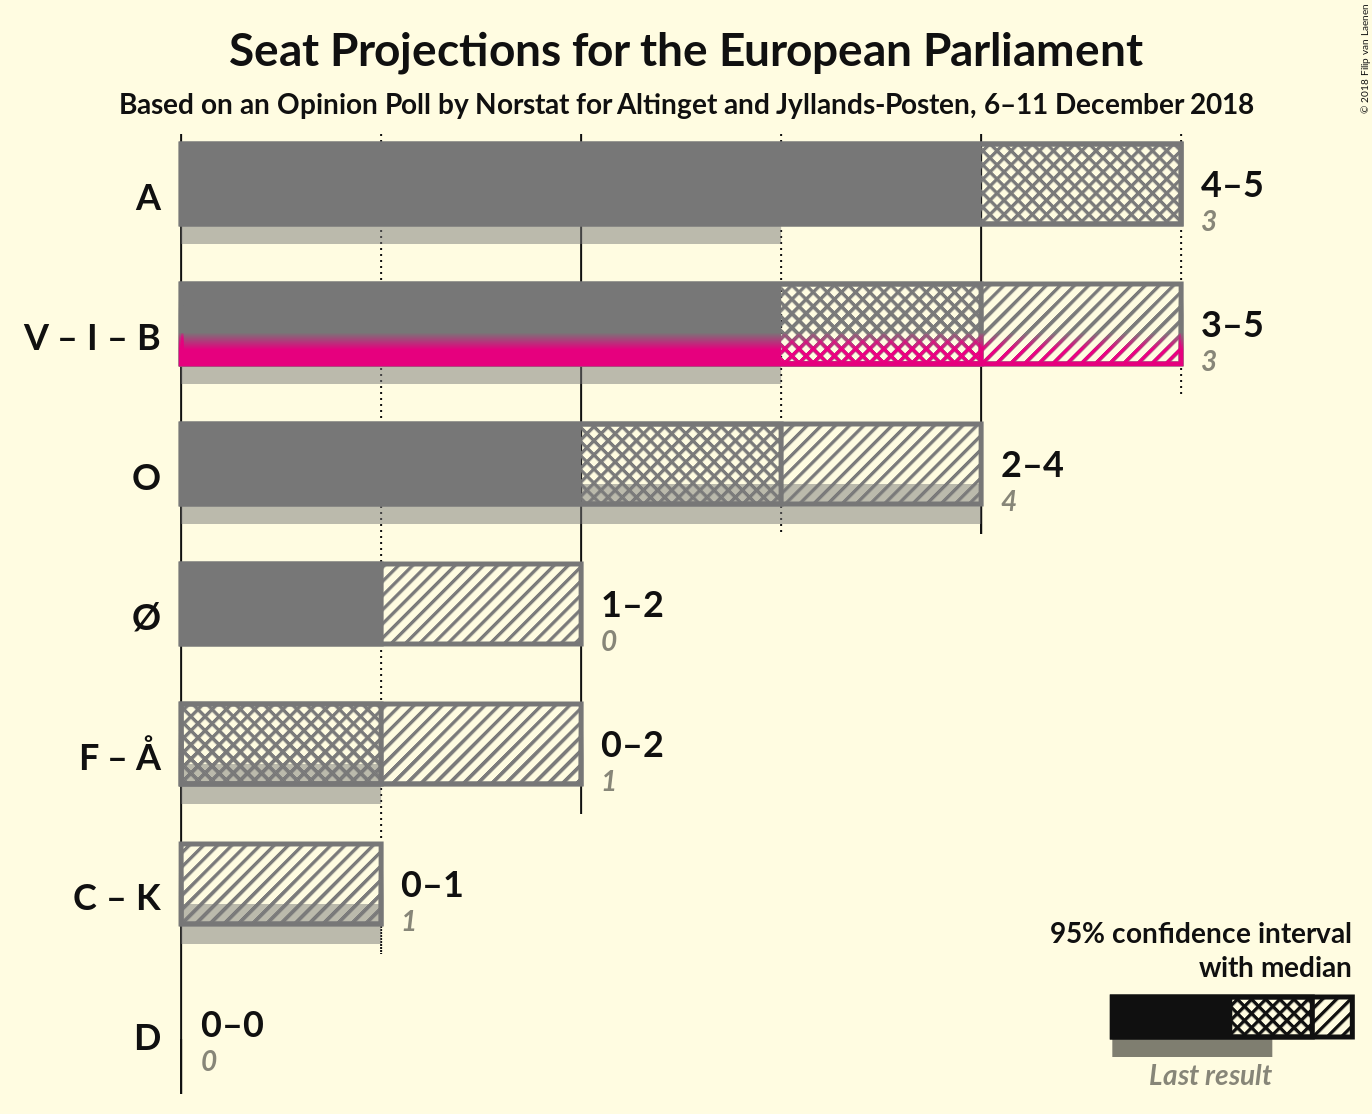 Seat Projections for the European Parliament
Based on an Opinion Poll by Norstat for Altinget and Jyllands-Posten, 6–11 December 2018
© 2018 Filip van Laenen
A
4–5
3
V – I – B
3–5
3
O
2–4
4
Ø
1–2
0
F – Å
0–2
1
C – K
0–1
1
D
0–0
0
95% confidence interval
with median
Last result